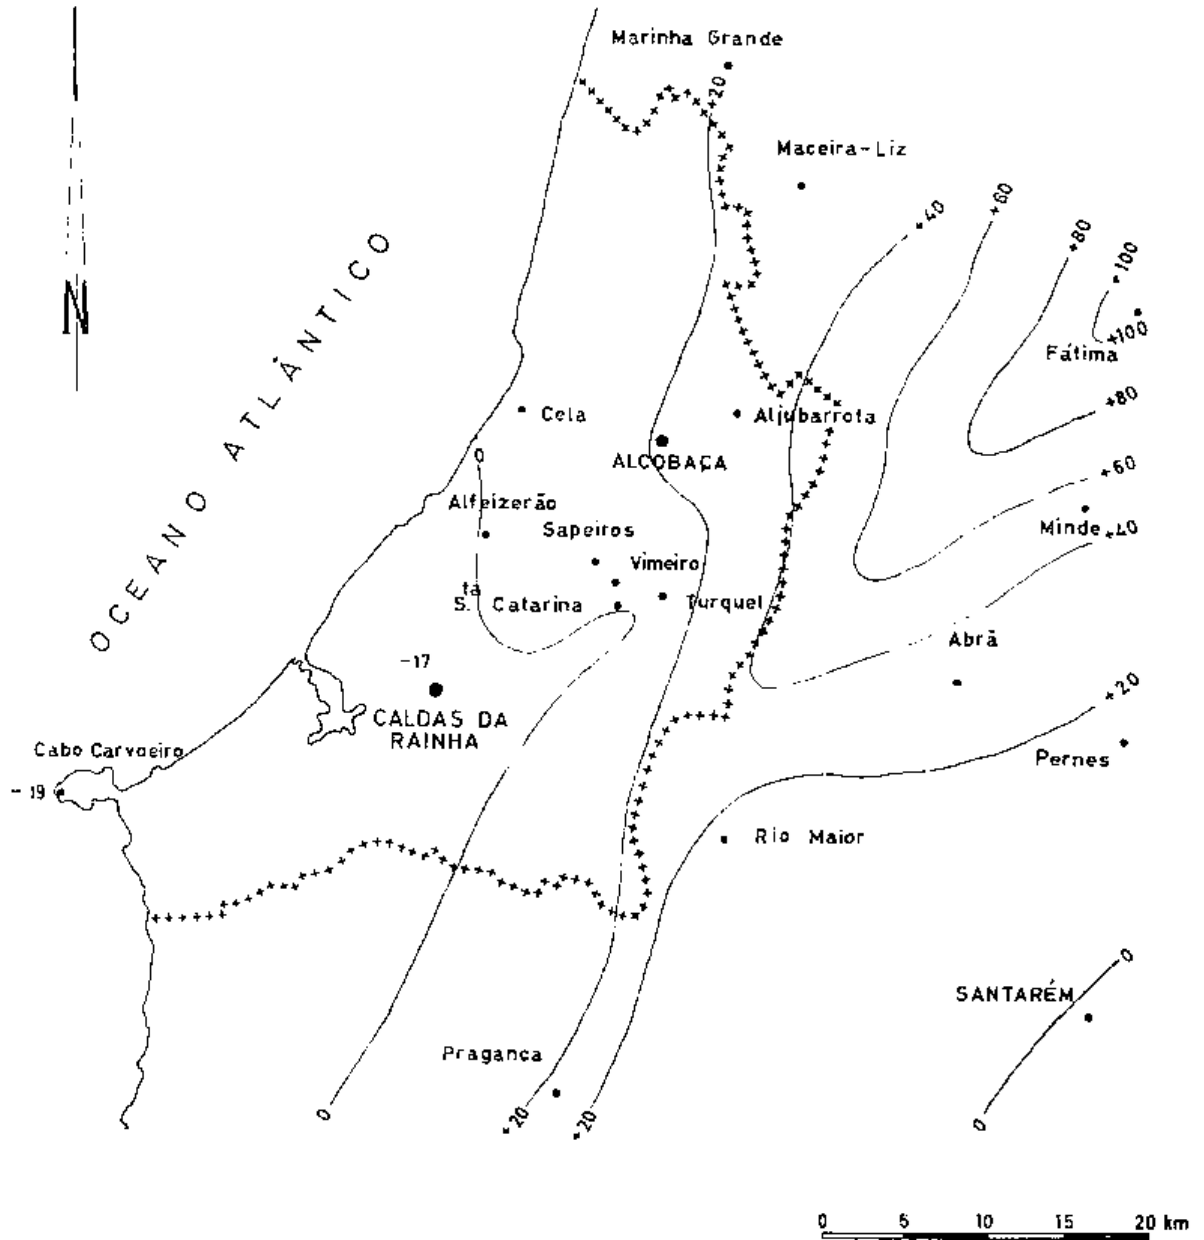 Marinha Grande
+20
Maceira-Liz
+40
+60
+80
+100
N
OCEANO ATLÂNTICO
+100
Fátima
+80
Cela
Aljubarrota
ALCOBAÇA
0
+60
Alfeizerão
Minde
+40
Sapeiros
Vimeiro
S.ta Catarina
Turquel
Abrã
-17
+20
CALDAS DA
RAINHA
Cabo Carvoeiro
Pernes
-19
Rio Maior
0
SANTARÉM
Pragança
0
+20
+20
0
0 5 10 15 20 km